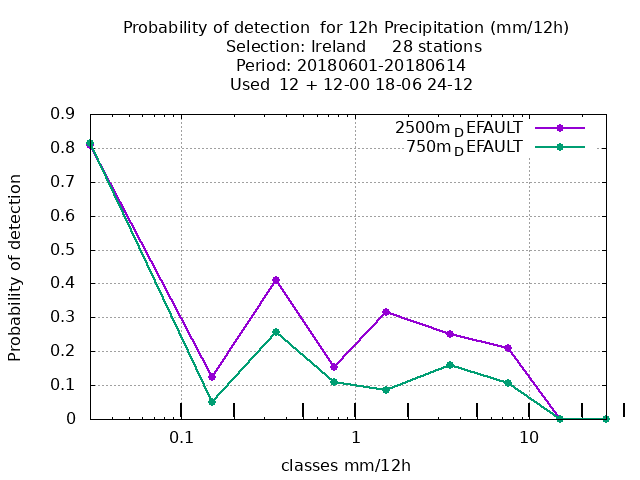 Probability of detection  for 12h Precipitation (mm/12h)
Selection: Ireland     28 stations
Period: 20180601-20180614
Used  12 + 12-00 18-06 24-12
2500m_DEFAULT
750m_DEFAULT
Probability of detection
0.9
0.8
0.7
0.6
0.5
0.4
0.3
0.2
0.1
0
0.1 1 10
classes mm/12h